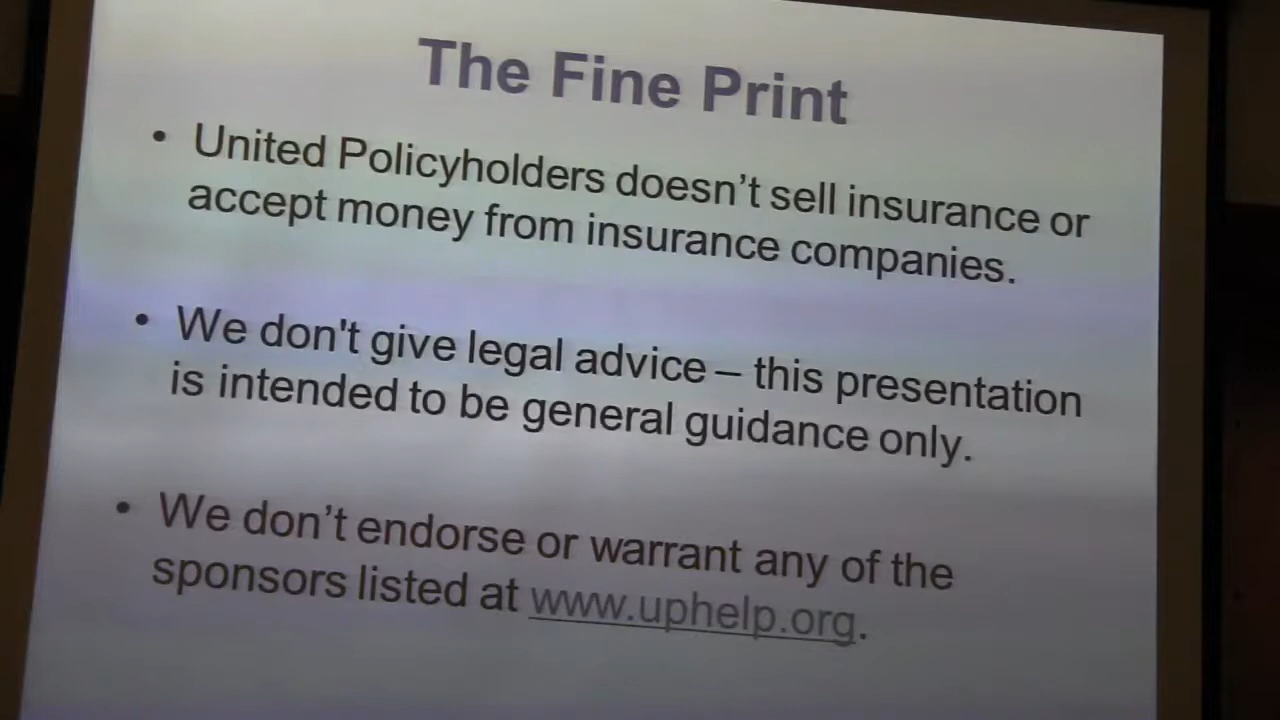 The Fine Print
• United Policyholders doesn’t sell insurance or
accept money from insurance companies.
• We don't give legal advice – this presentation
is intended to be general guidance only.
• We don’t endorse or warrant any of the
sponsors listed at www.uphelp.org.